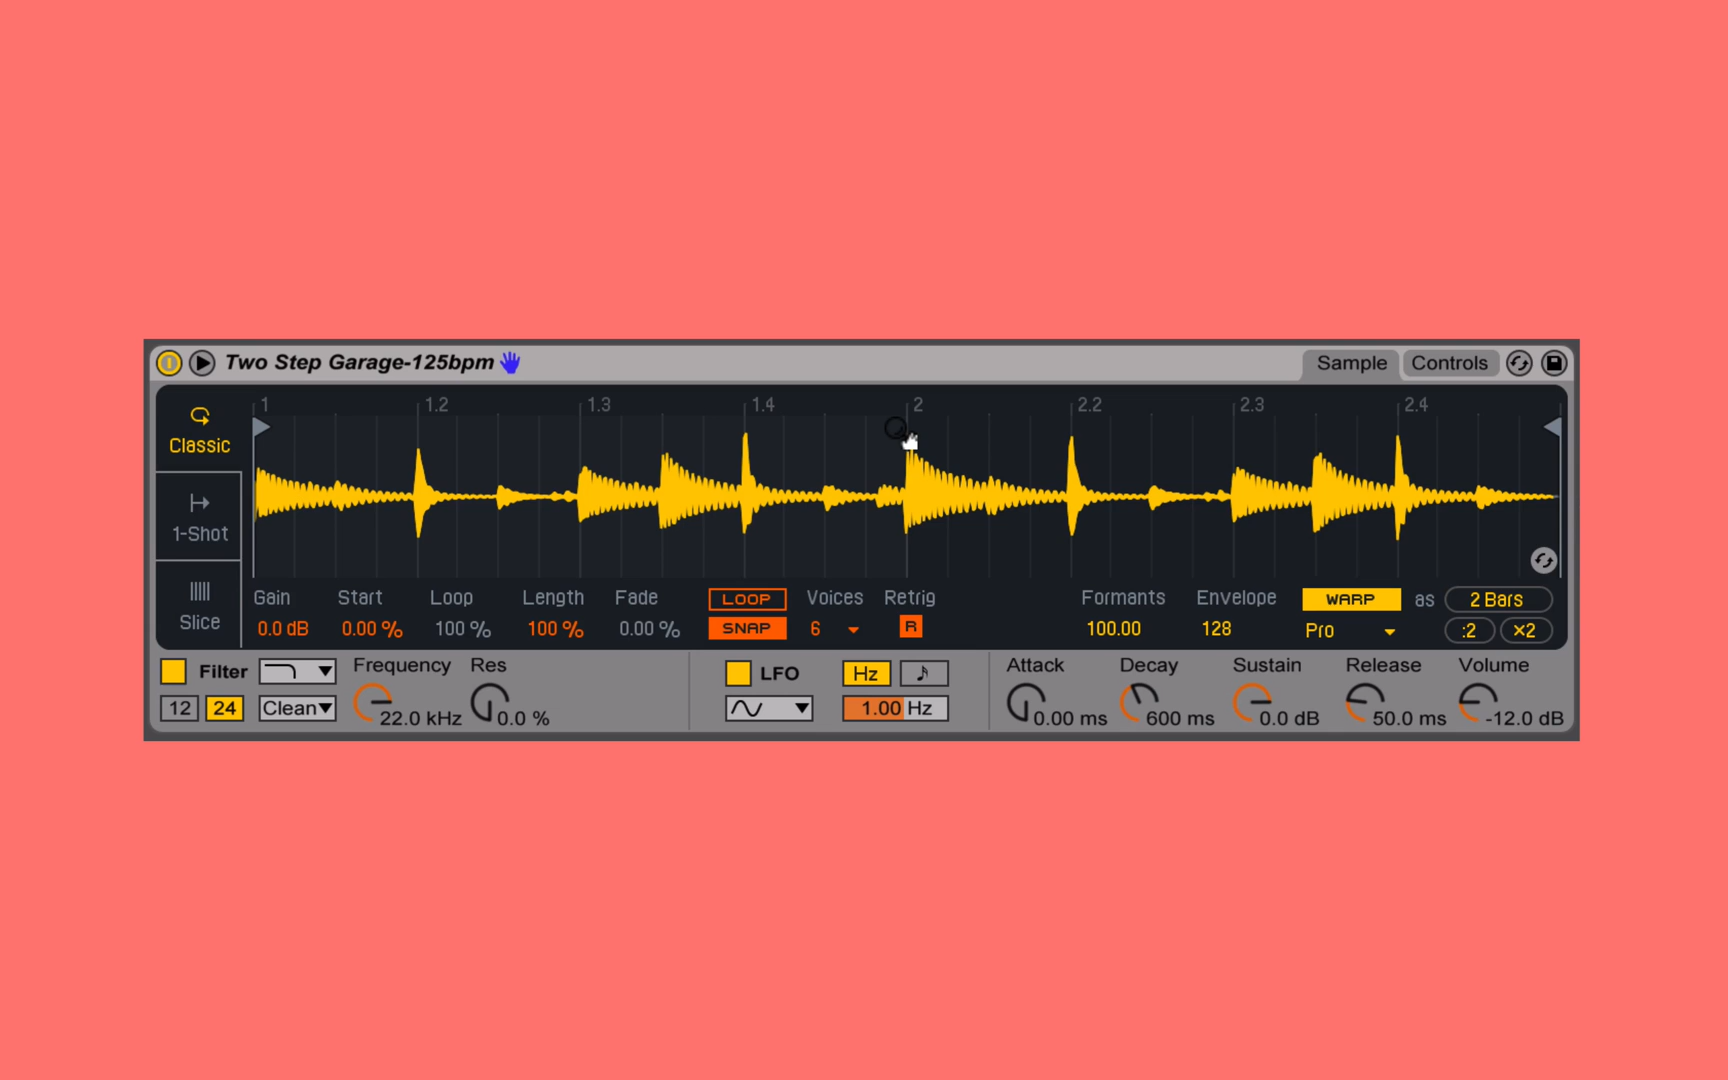 Two Step Garage-125bpm Sample Controls
1 1.2 1.3 1.4 2 2.2 2.3 2.4
Classic
1-Shot
Slice
Gain Start Loop Length Fade LOOP Voices Retrig Formants Envelope WARP as 2 Bars
0.0 dB 0.00 % 100 % 100 % 0.00 % SNAP 6 R 100.00 128 Pro :2 ×2
Filter Frequency Res LFO Hz Attack Decay Sustain Release Volume
12 24 Clean 22.0 kHz 0.0 % 1.00 Hz 0.00 ms 600 ms 0.0 dB 50.0 ms -12.0 dB